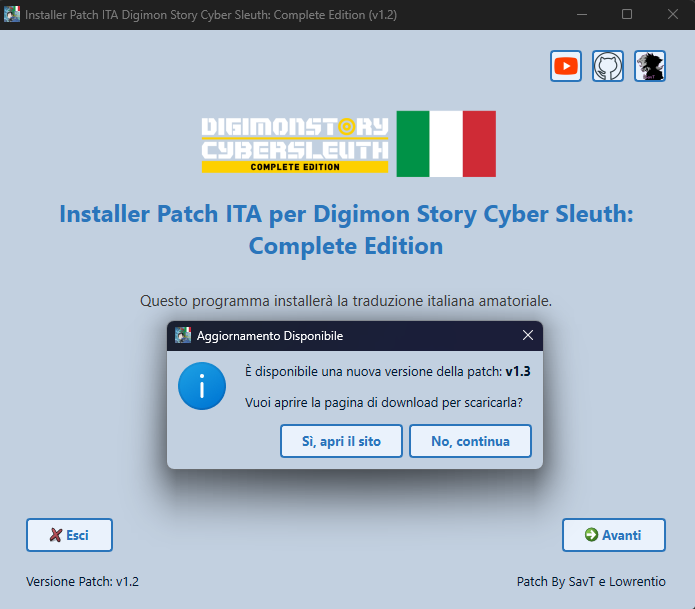 Installer Patch ITA Digimon Story Cyber Sleuth: Complete Edition (v1.2)
DIGIMONSTORY
CYBERSLEUTH
COMPLETE EDITION
Installer Patch ITA per Digimon Story Cyber Sleuth:
Complete Edition
Questo programma installerà la traduzione italiana amatoriale.
Aggiornamento Disponibile
È disponibile una nuova versione della patch: v1.3
Vuoi aprire la pagina di download per scaricarla?
Sì, apri il sito
No, continua
Esci
Avanti
Versione Patch: v1.2
Patch By SavT e Lowrentio